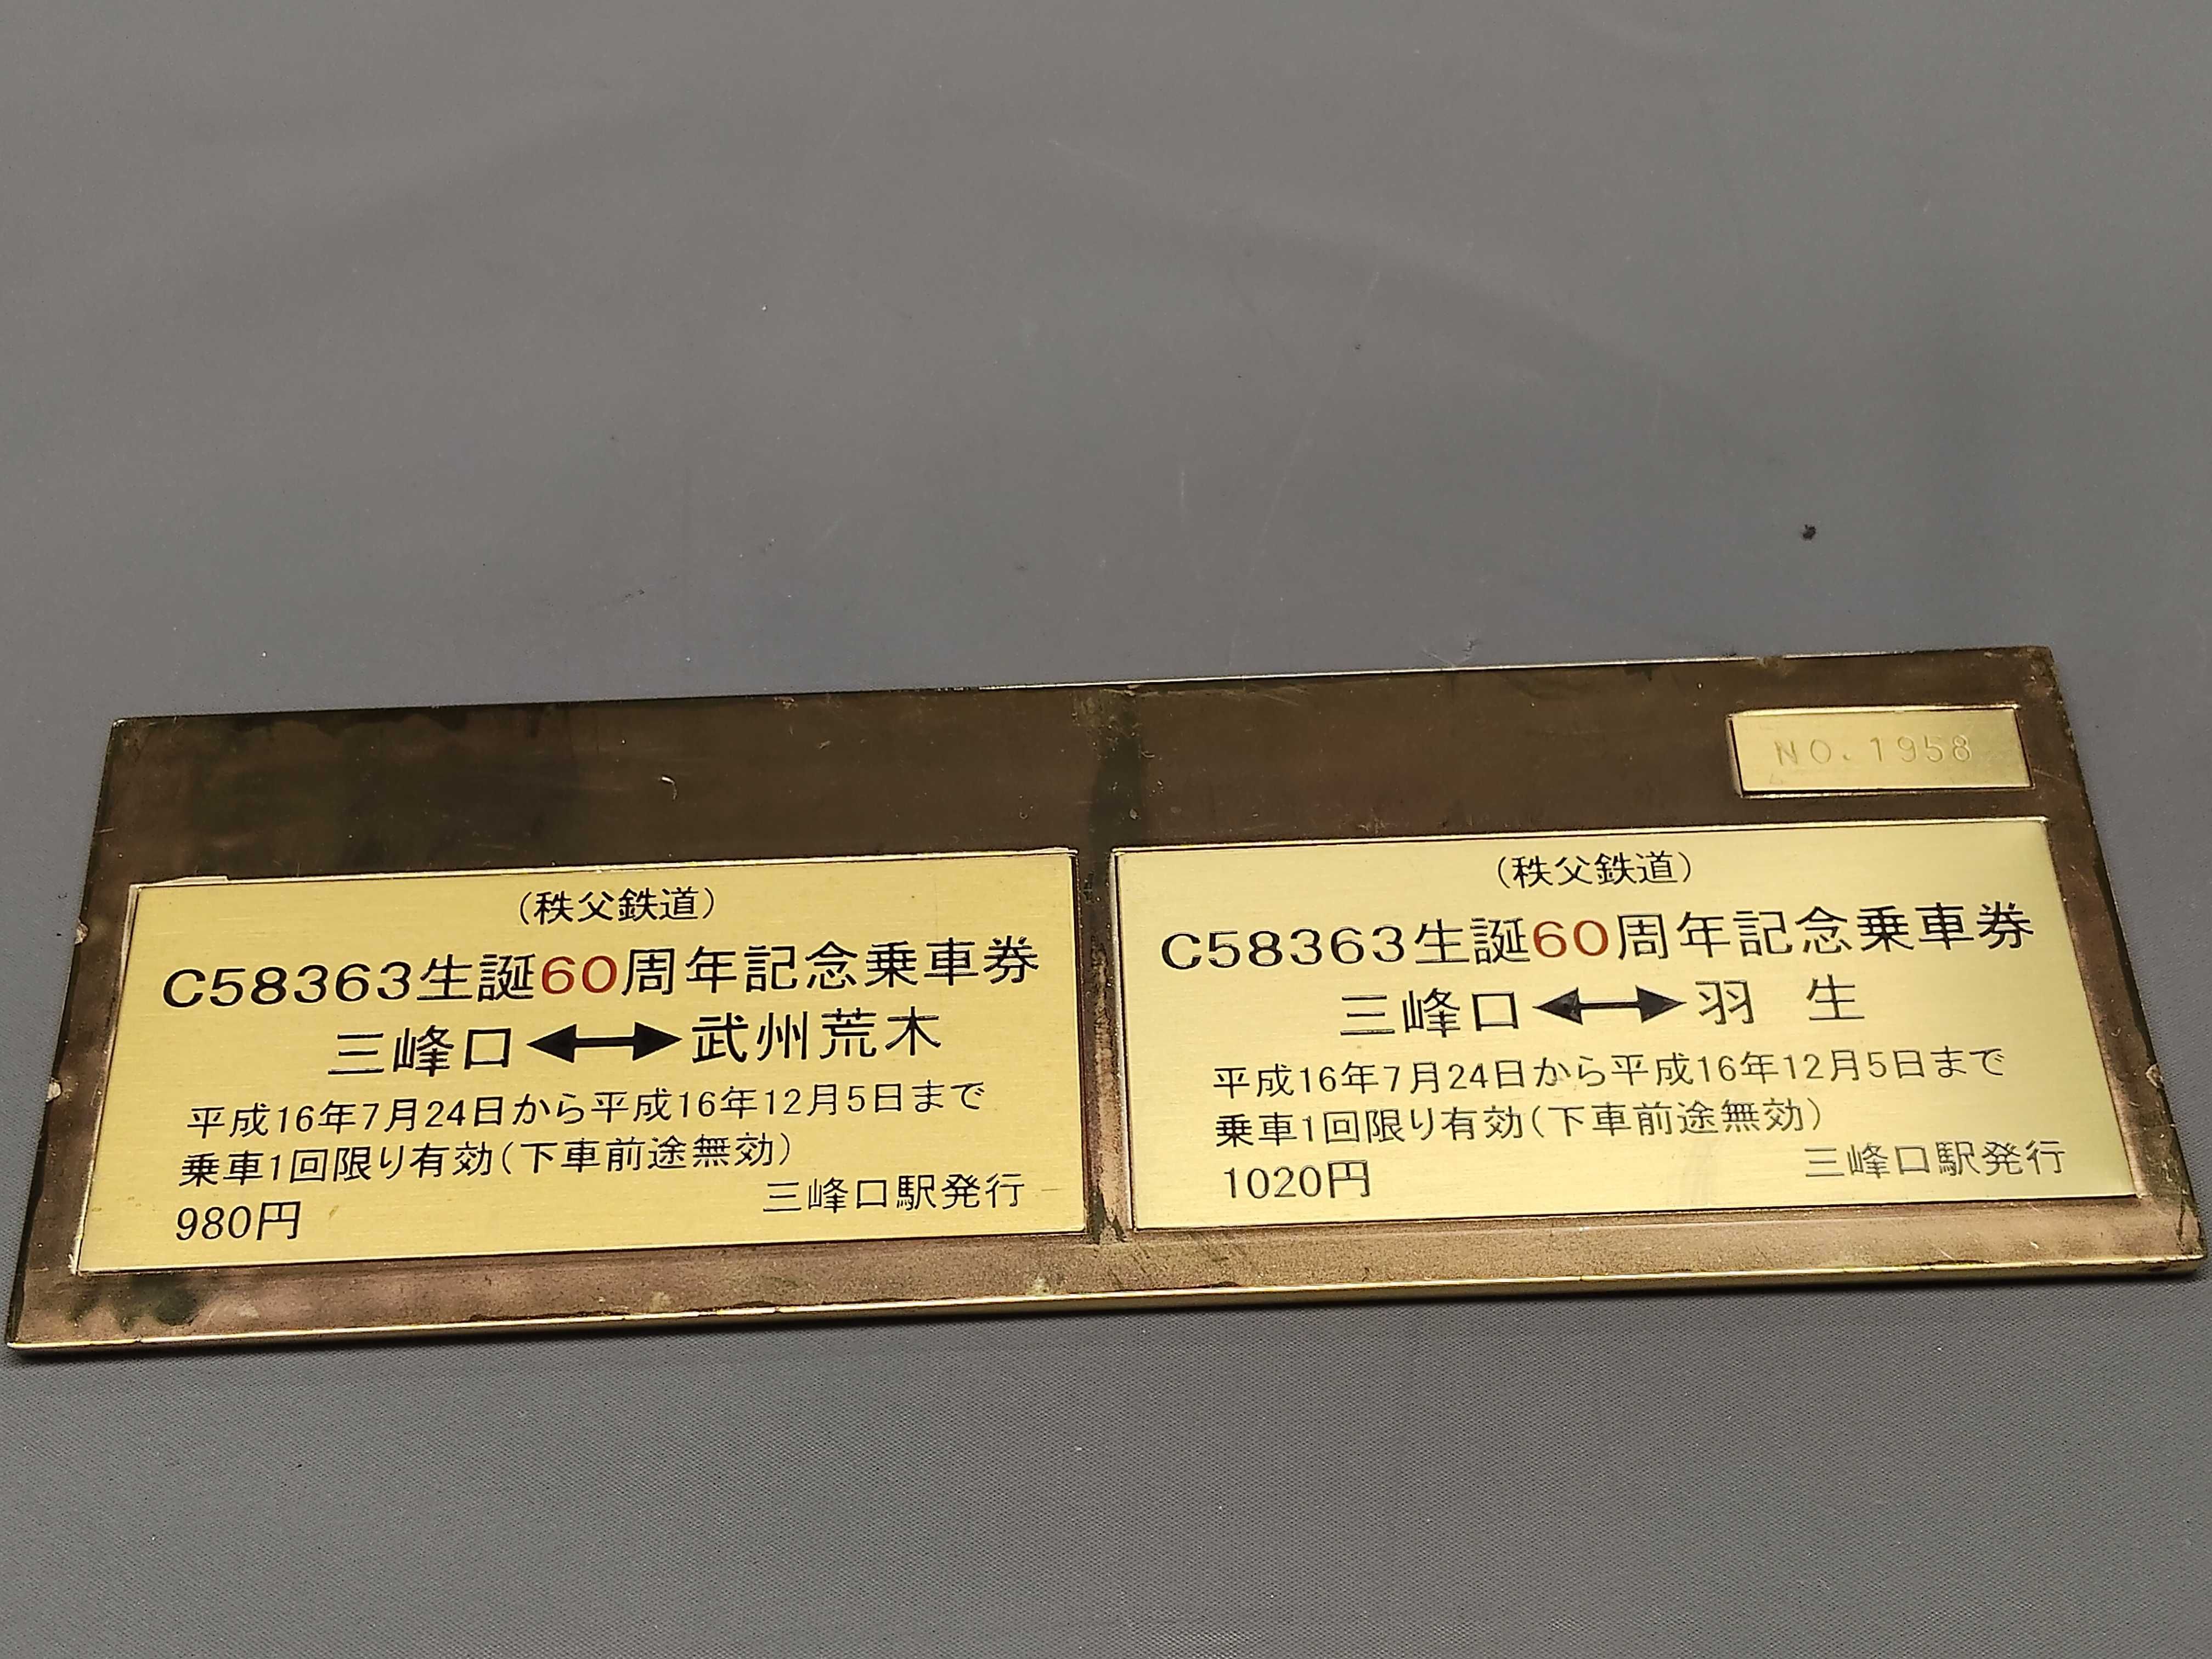 NO.1958
(秩父鉄道)
C58363生誕60周年記念乗車券
三峰口↔武州荒木
平成16年7月24日から平成16年12月5日まで
乗車1回限り有効(下車前途無効)
三峰口駅発行
980円
(秩父鉄道)
C58363生誕60周年記念乗車券
三峰口↔羽 生
平成16年7月24日から平成16年12月5日まで
乗車1回限り有効(下車前途無効)
三峰口駅発行
1020円